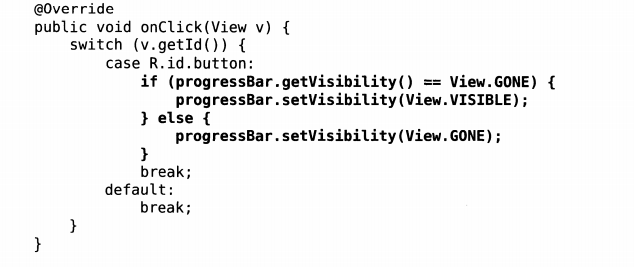 @Override
public void onClick(View v) {
    switch (v.getId()) {
        case R.id.button:
            if (progressBar.getVisibility() == View.GONE) {
                progressBar.setVisibility(View.VISIBLE);
            } else {
                progressBar.setVisibility(View.GONE);
            }
            break;
        default:
            break;
    }
}